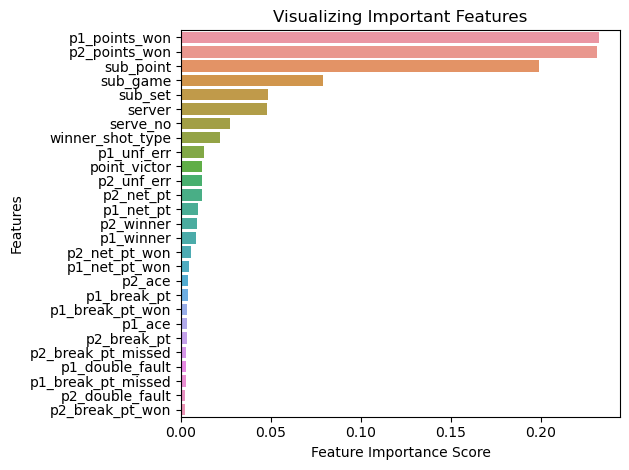 Visualizing Important Features
p1_points_won
p2_points_won
sub_point
sub_game
sub_set
server
serve_no
winner_shot_type
p1_unf_err
point_victor
p2_unf_err
p2_net_pt
p1_net_pt
p2_winner
p1_winner
p2_net_pt_won
p1_net_pt_won
p2_ace
p1_break_pt
p1_break_pt_won
p1_ace
p2_break_pt
p2_break_pt_missed
p1_double_fault
p1_break_pt_missed
p2_double_fault
p2_break_pt_won
Features
0.00 0.05 0.10 0.15 0.20
Feature Importance Score